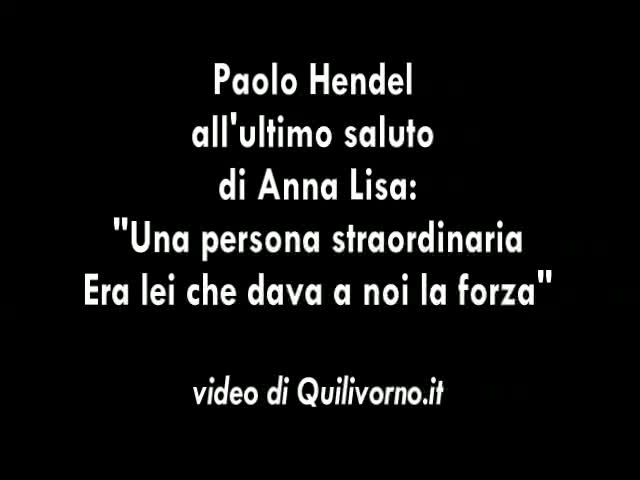 Paolo Hendel
all'ultimo saluto
di Anna Lisa:
"Una persona straordinaria
Era lei che dava a noi la forza"
video di Quilivorno.it